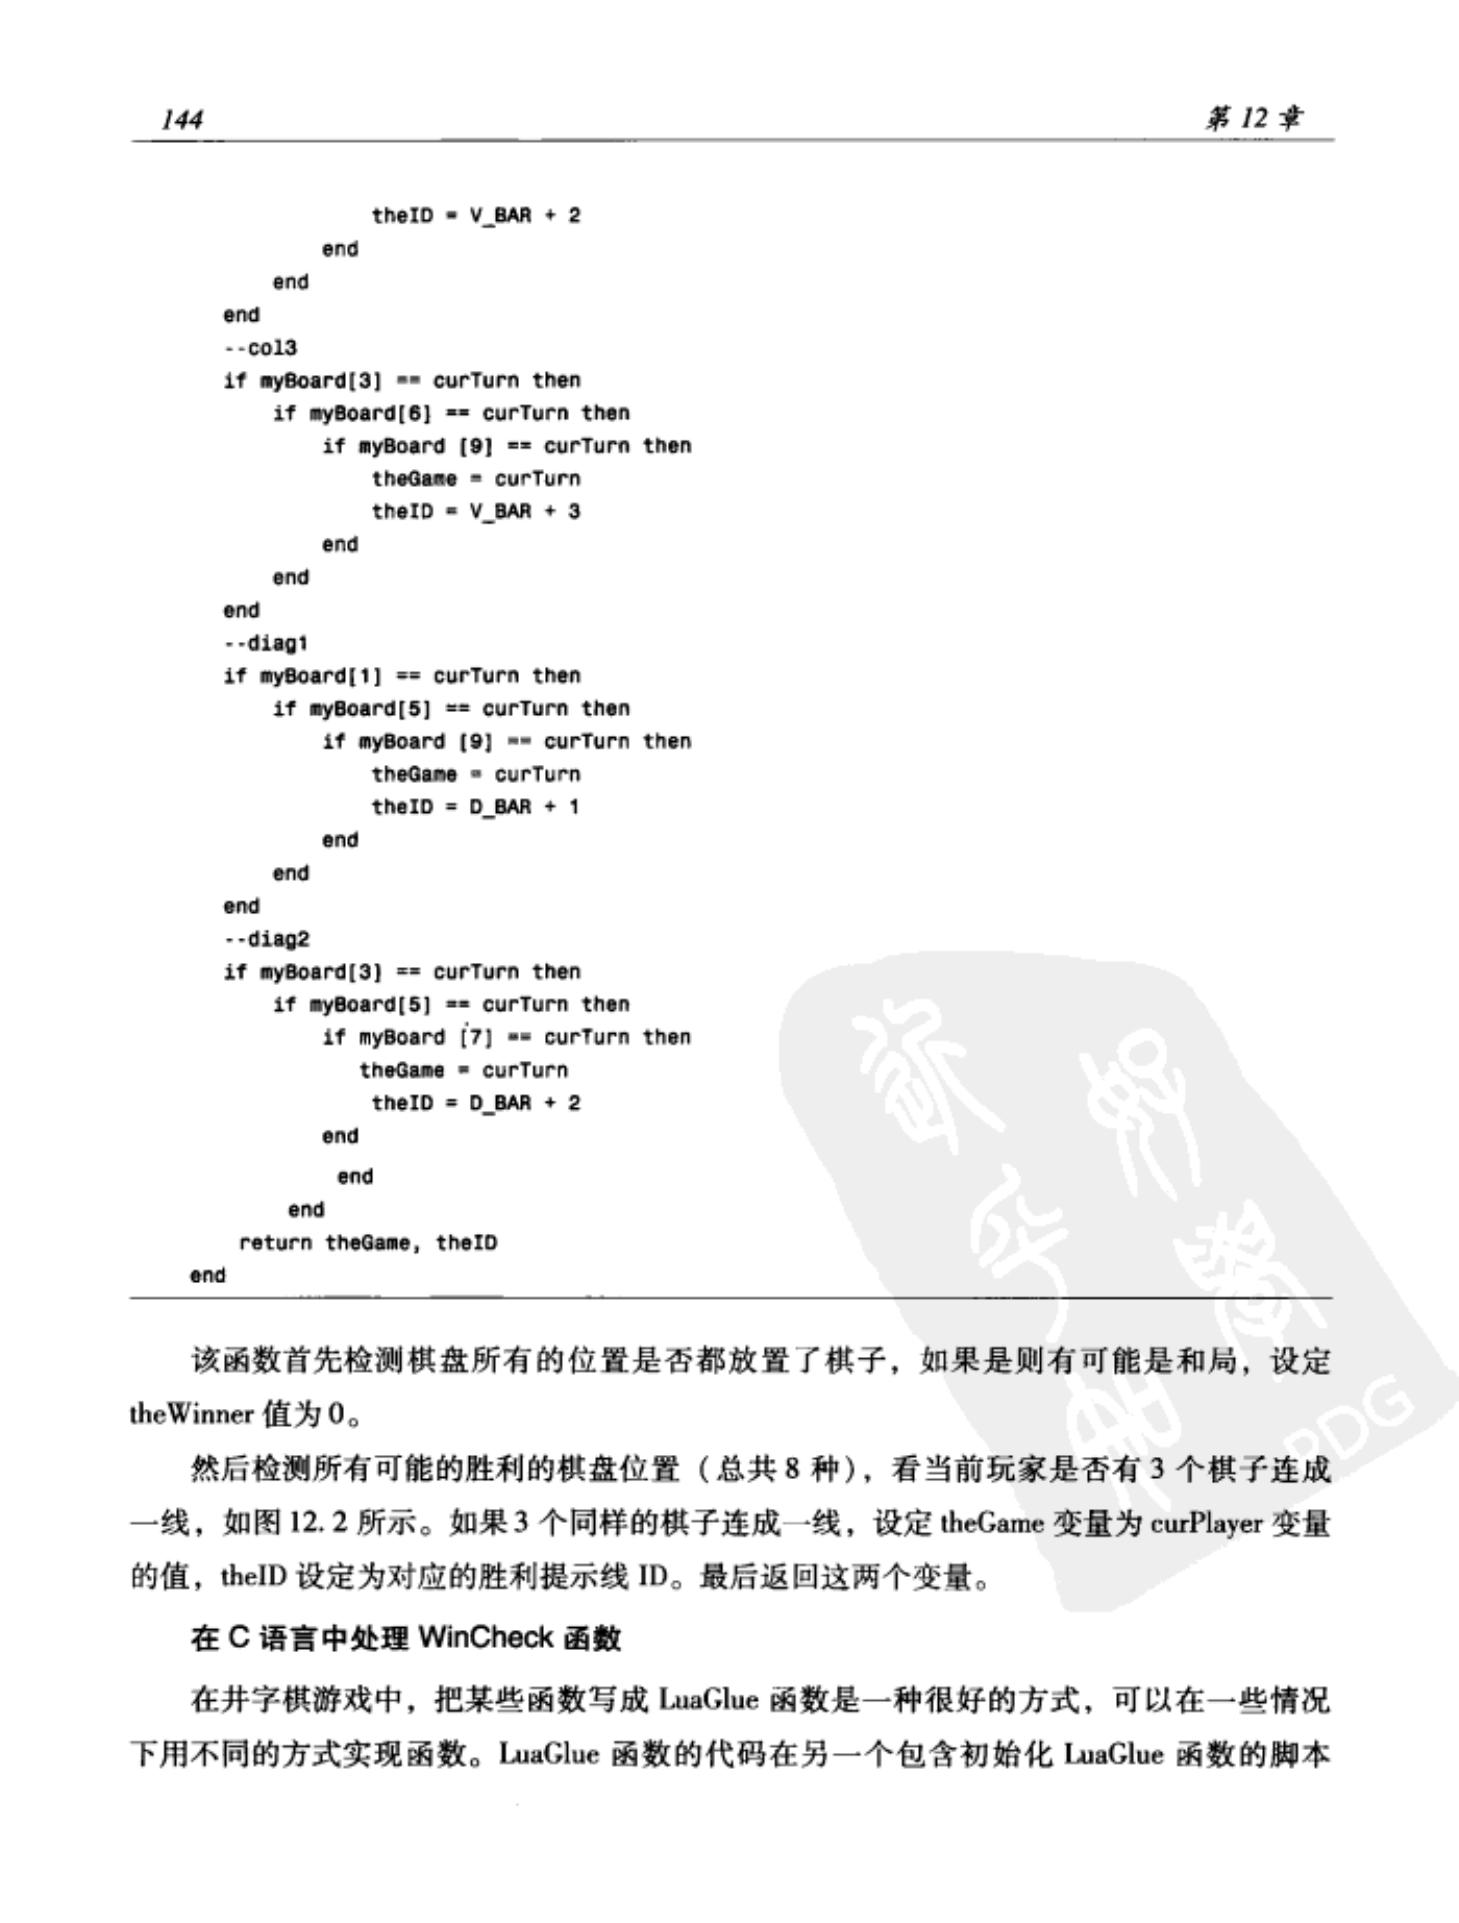 144
第 12 章
theID = V_BAR + 2
end
end
end
--col3
if myBoard[3] == curTurn then
if myBoard[6] == curTurn then
if myBoard [9] == curTurn then
theGame = curTurn
theID = V_BAR + 3
end
end
end
--diag1
if myBoard[1] == curTurn then
if myBoard[5] == curTurn then
if myBoard [9] == curTurn then
theGame = curTurn
theID = D_BAR + 1
end
end
end
--diag2
if myBoard[3] == curTurn then
if myBoard[5] == curTurn then
if myBoard [7] == curTurn then
theGame = curTurn
theID = D_BAR + 2
end
end
end
return theGame, theID
end
该函数首先检测棋盘所有的位置是否都放置了棋子，如果是则有可能是和局，设定
theWinner 值为 0。
然后检测所有可能的胜利的棋盘位置（总共 8 种），看当前玩家是否有 3 个棋子连成
一线，如图 12. 2 所示。如果 3 个同样的棋子连成一线，设定 theGame 变量为 curPlayer 变量
的值，theID 设定为对应的胜利提示线 ID。最后返回这两个变量。
在 C 语言中处理 WinCheck 函数
在井字棋游戏中，把某些函数写成 LuaGlue 函数是一种很好的方式，可以在一些情况
下用不同的方式实现函数。LuaGlue 函数的代码在另一个包含初始化 LuaGlue 函数的脚本
PDG